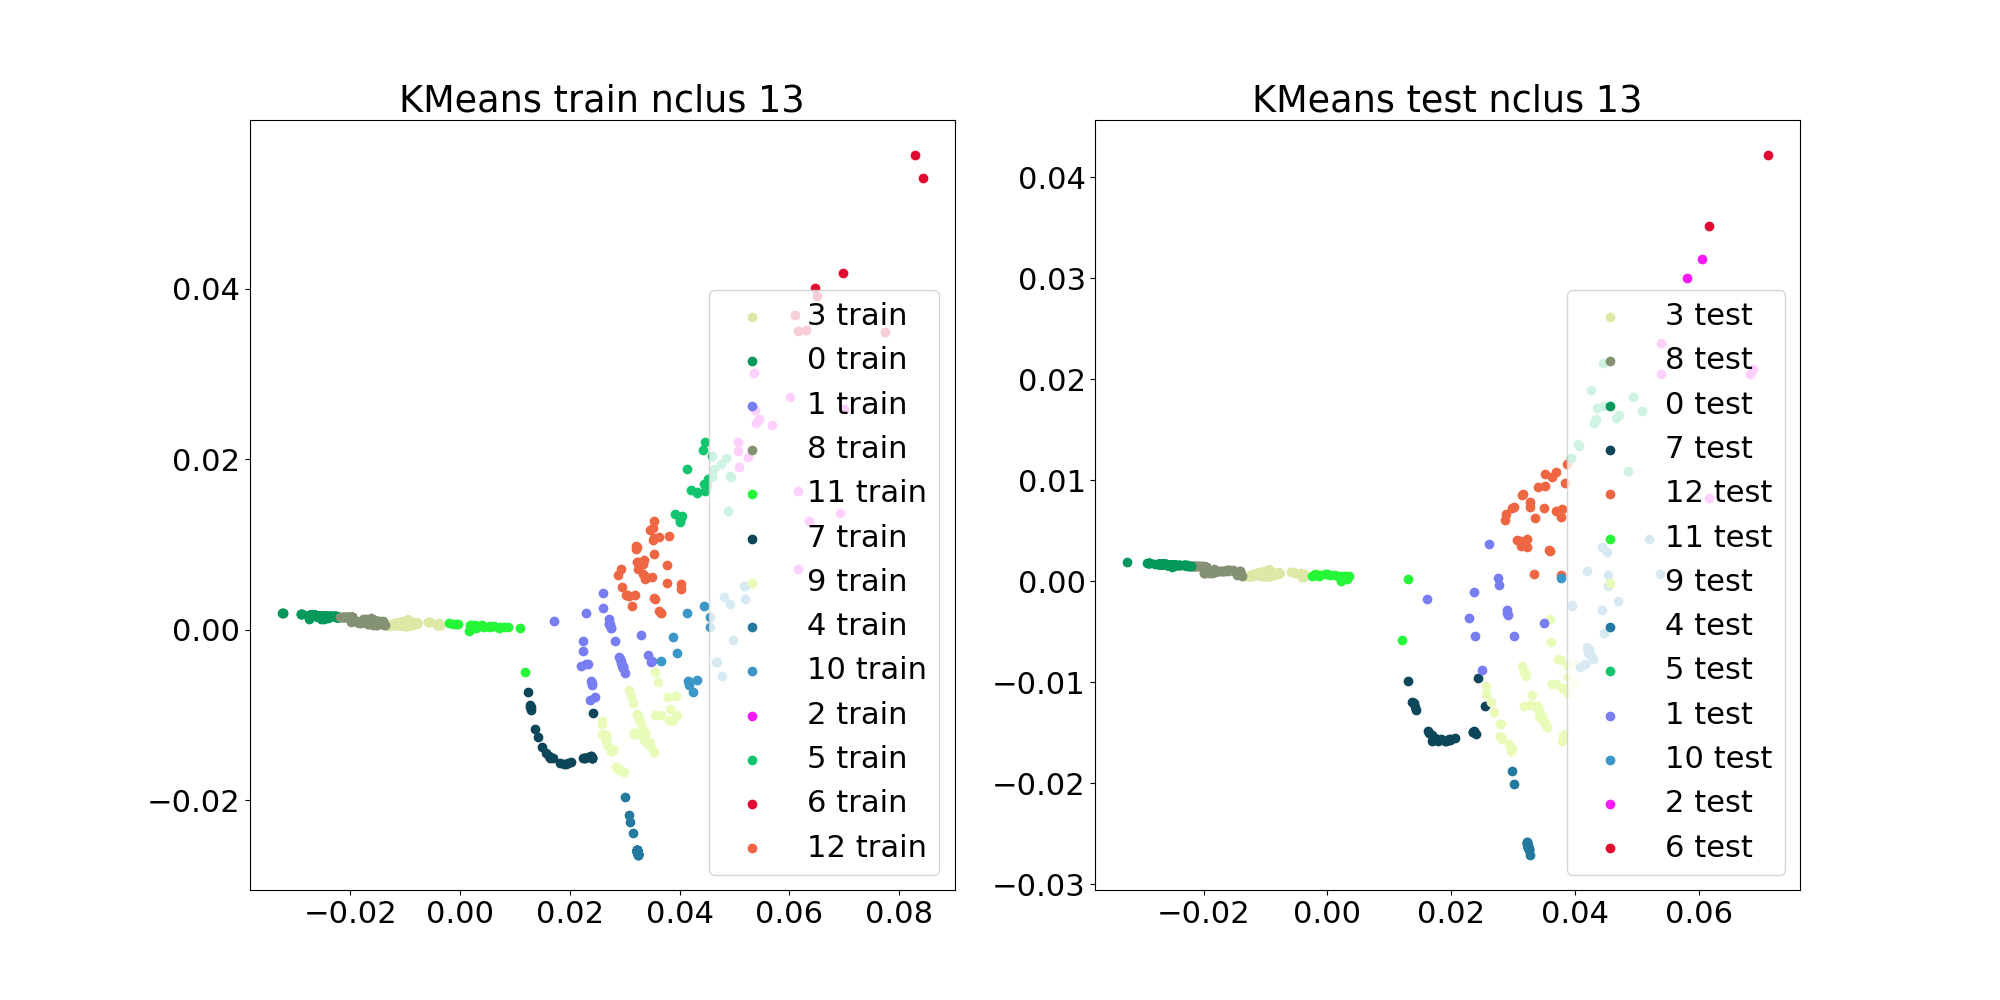 KMeans train nclus 13
0.04
0.02
0.00
−0.02
−0.02 0.00 0.02 0.04 0.06 0.08
3 train
0 train
1 train
8 train
11 train
7 train
9 train
4 train
10 train
2 train
5 train
6 train
12 train
KMeans test nclus 13
0.04
0.03
0.02
0.01
0.00
−0.01
−0.02
−0.03
−0.02 0.00 0.02 0.04 0.06
3 test
8 test
0 test
7 test
12 test
11 test
9 test
4 test
5 test
1 test
10 test
2 test
6 test